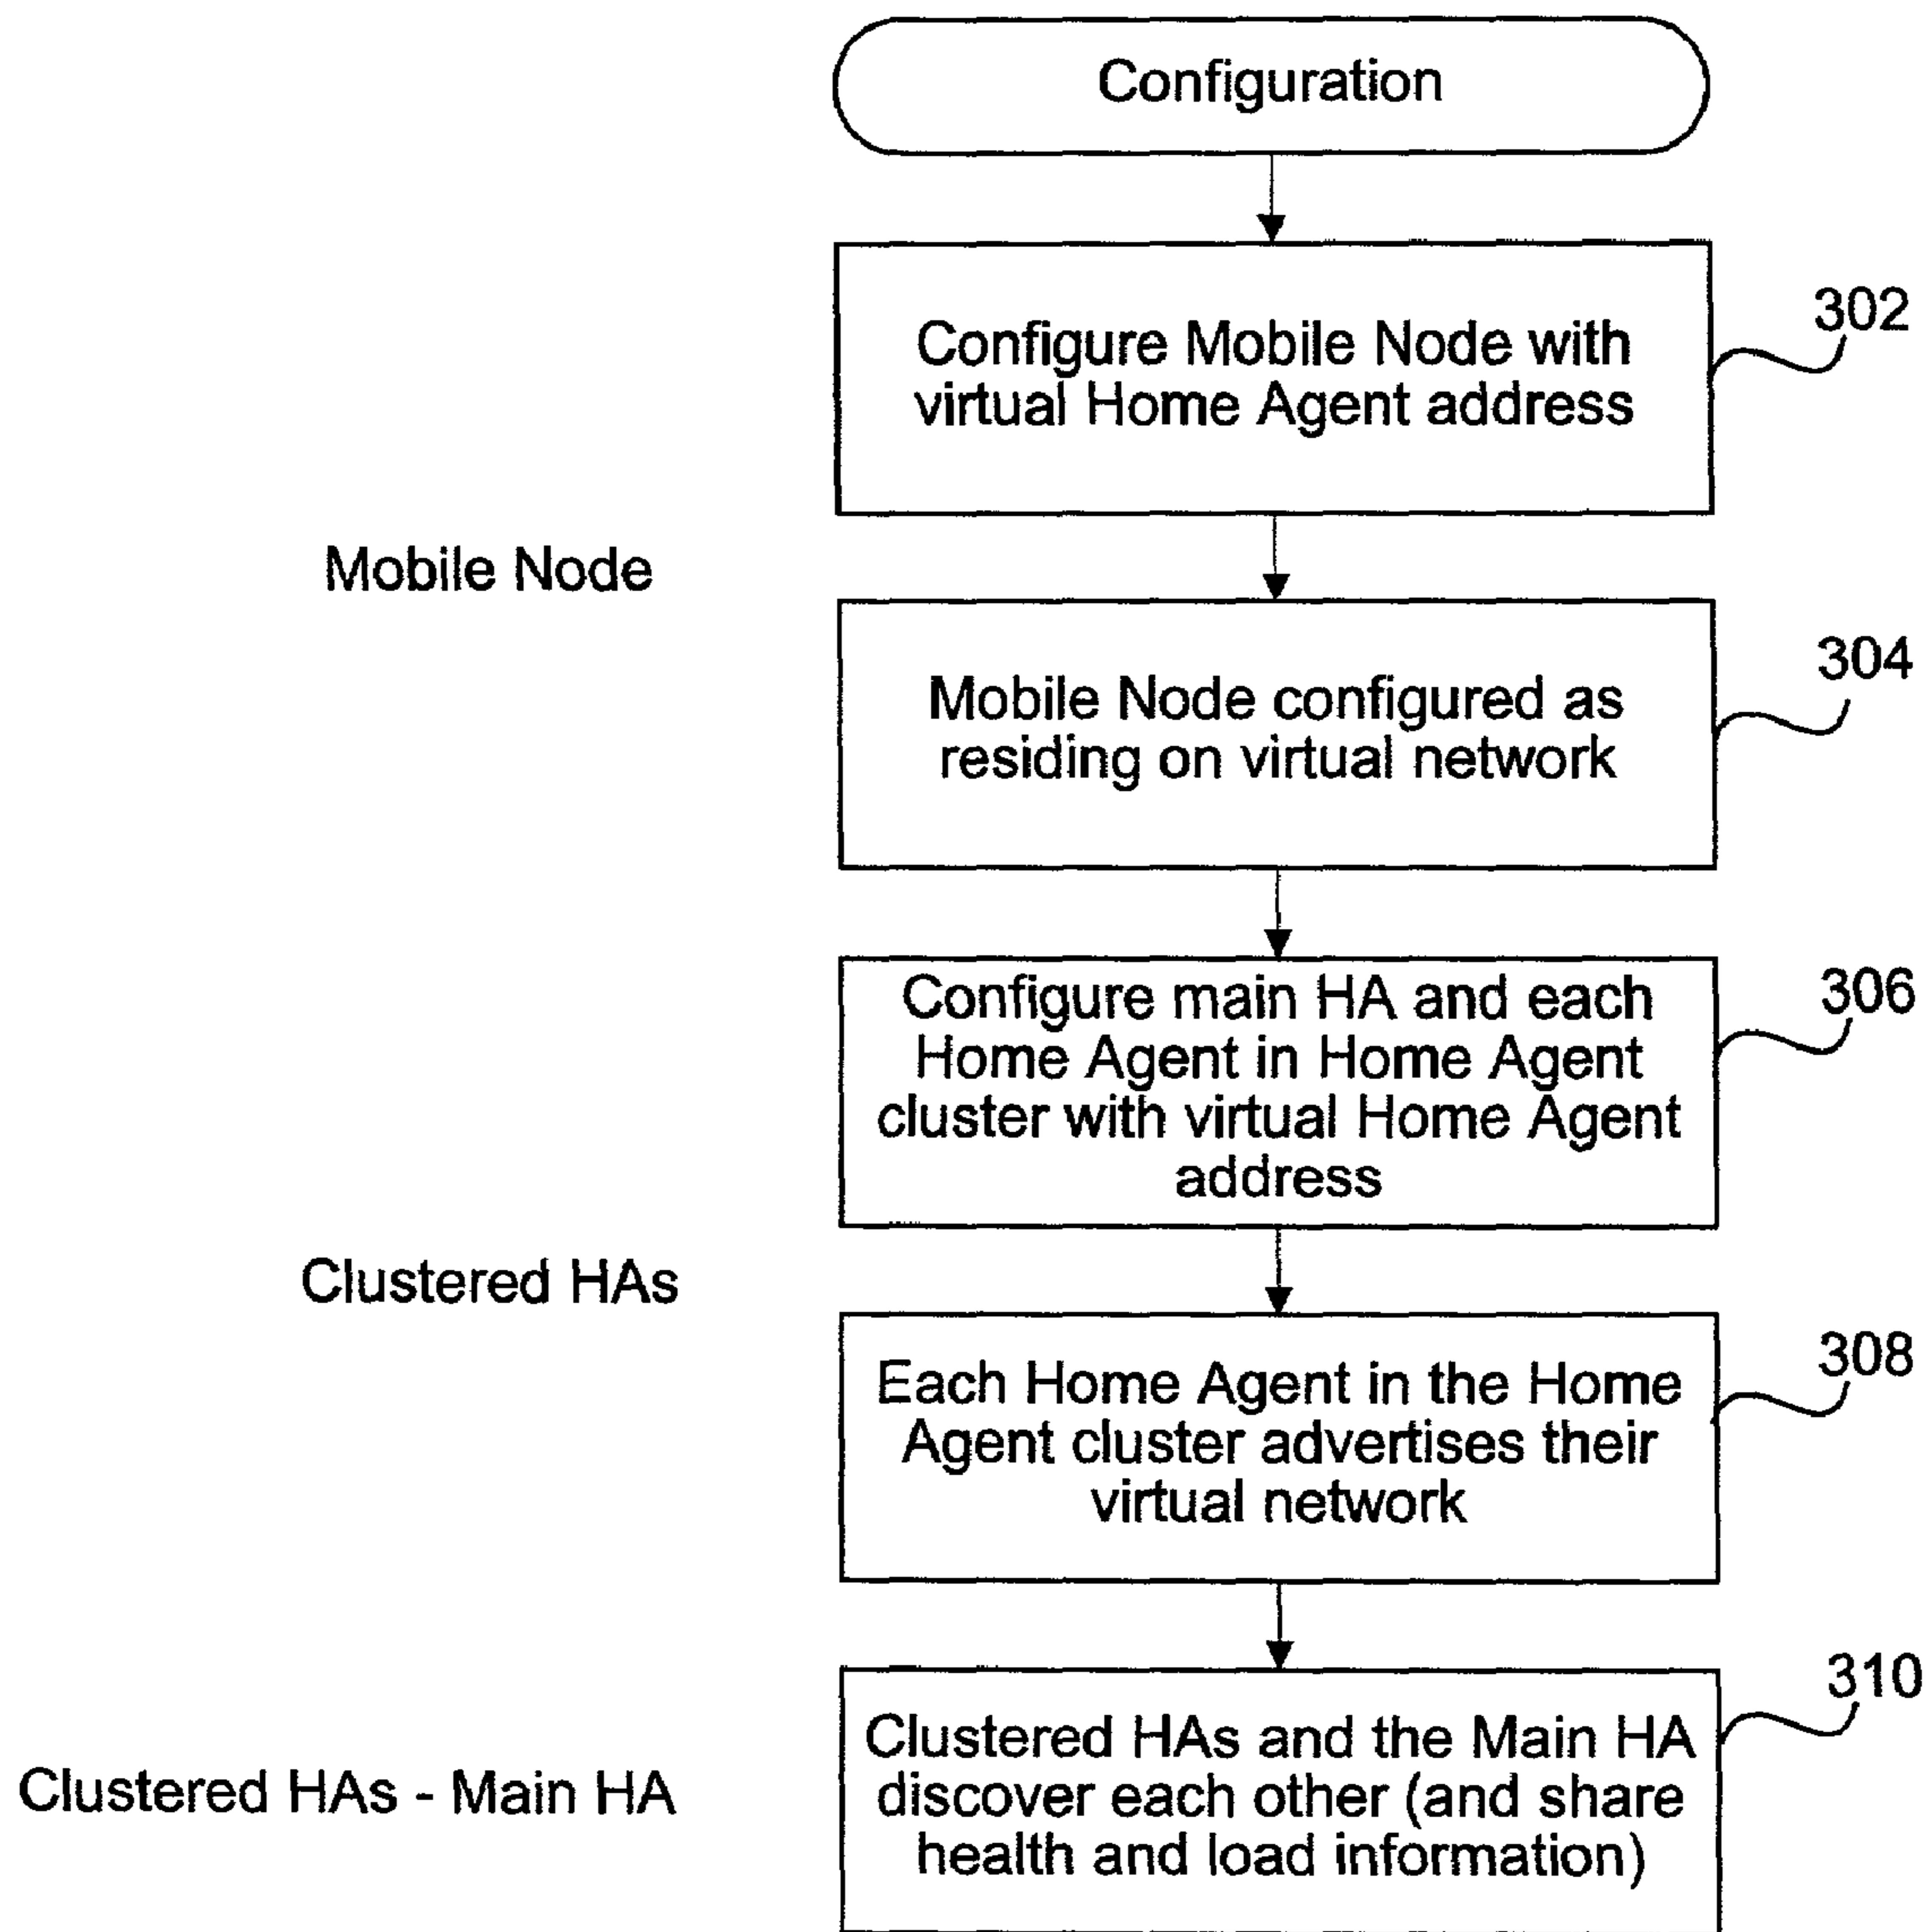 Configuration
Configure Mobile Node with
virtual Home Agent address
302
Mobile Node
Mobile Node configured as
residing on virtual network
304
Configure main HA and each
Home Agent in Home Agent
cluster with virtual Home Agent
address
306
Clustered HAs
Each Home Agent in the Home
Agent cluster advertises their
virtual network
308
Clustered HAs - Main HA
Clustered HAs and the Main HA
discover each other (and share
health and load information)
310